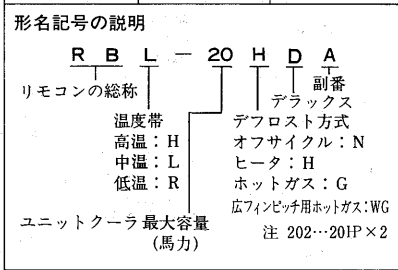 形名記号の説明
R B L － 20 H D A
リモコンの総称
副番
デラックス
温度帯
高温：H
中温：L
低温：R
デフロスト方式
オフサイクル：N
ヒータ：H
ホットガス：G
広フィンピッチ用ホットガス：WG
ユニットクーラ最大容量
(馬力)
注 202…20HP×2